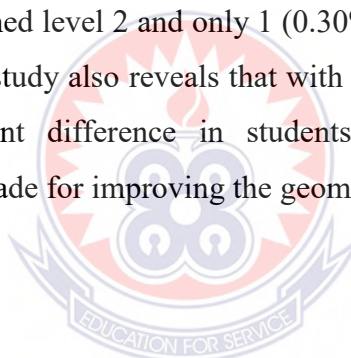 ned level 2 and only 1 (0.30%
study also reveals that with
nt difference in students
ade for improving the geom
EDUCATION FOR SERVICE